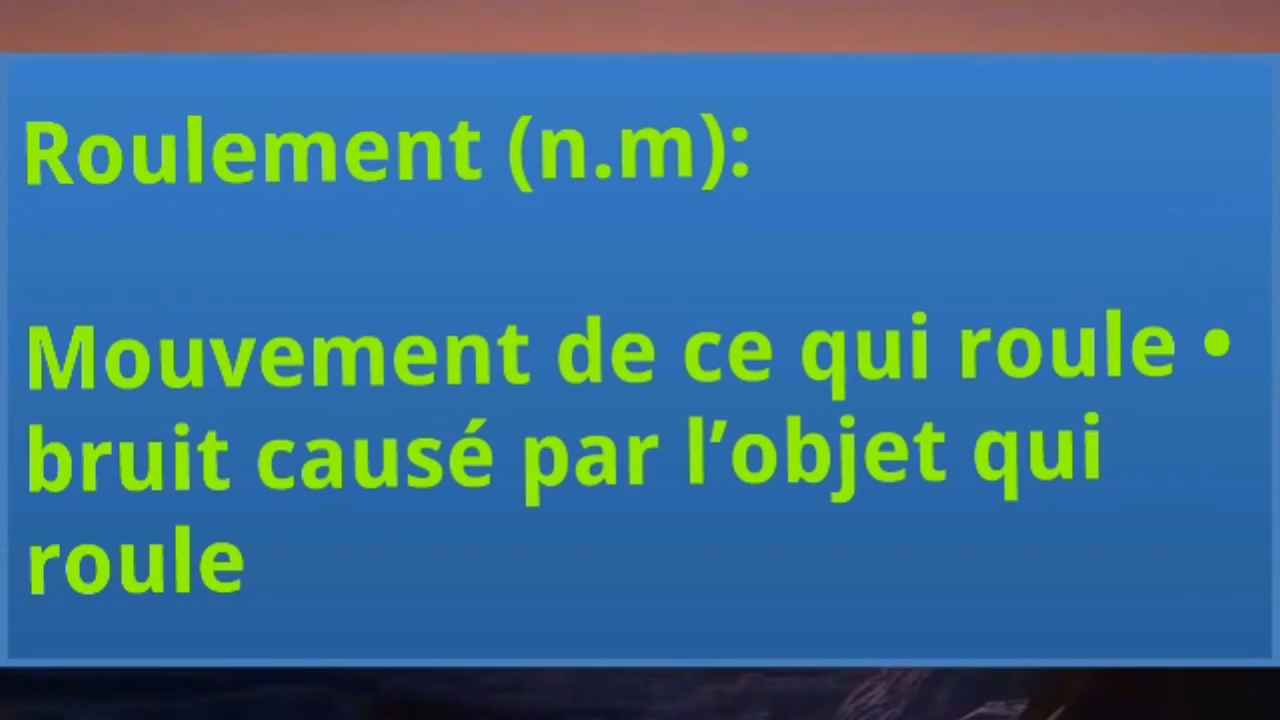 Roulement (n.m):
Mouvement de ce qui roule •
bruit causé par l’objet qui
roule